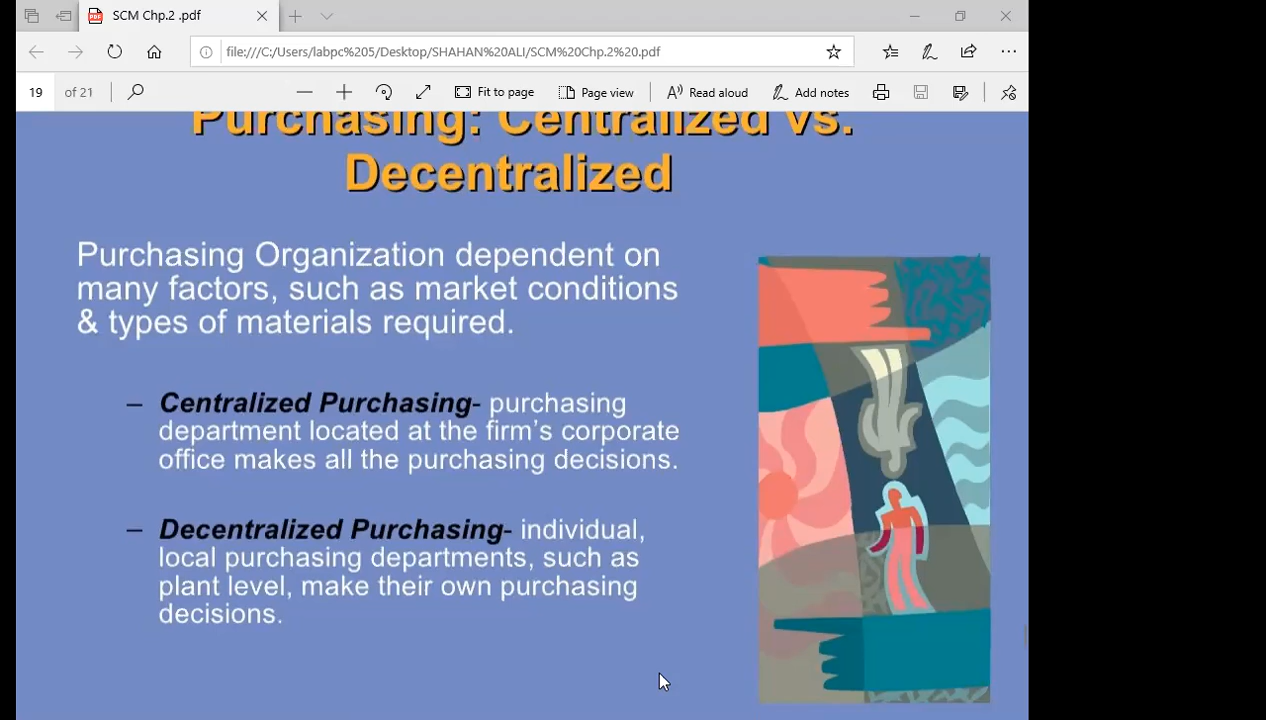 SCM Chp.2 .pdf
file:///C:/Users/labpc%205/Desktop/SHAHAN%20ALI/SCM%20Chp.2%20.pdf
19 of 21
Fit to page
Page view
Read aloud
Add notes
Purchasing: Centralized vs.
Decentralized
Purchasing Organization dependent on
many factors, such as market conditions
& types of materials required.
– Centralized Purchasing- purchasing
department located at the firm’s corporate
office makes all the purchasing decisions.
– Decentralized Purchasing- individual,
local purchasing departments, such as
plant level, make their own purchasing
decisions.